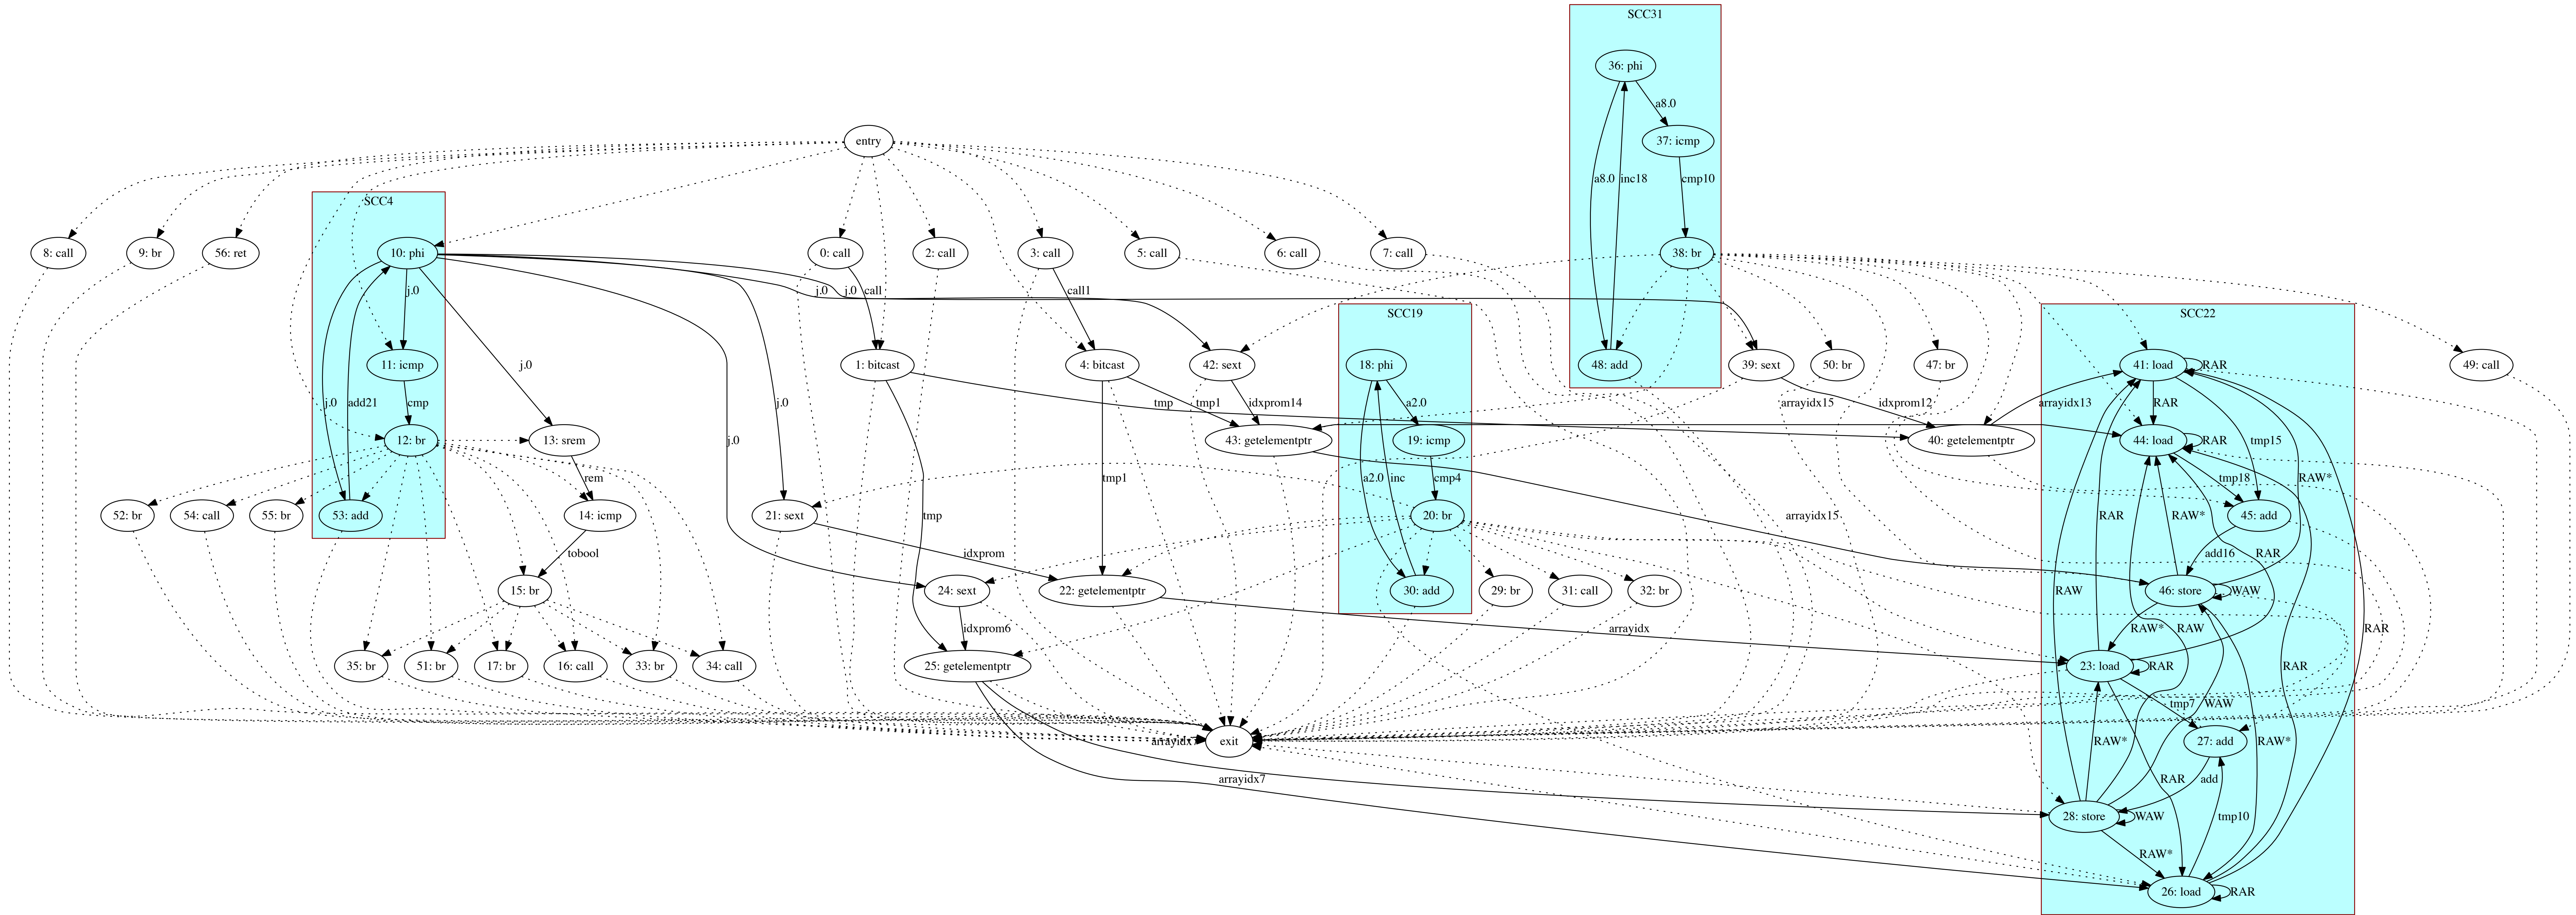 SCC31
36: phi
a8.0
entry
37: icmp
a8.0
inc18
cmp10
SCC4
8: call
9: br
56: ret
10: phi
0: call
2: call
3: call
5: call
6: call
7: call
38: br
j.0
j.0
j.0
call
call1
SCC19
SCC22
11: icmp
1: bitcast
4: bitcast
42: sext
18: phi
48: add
39: sext
50: br
47: br
41: load
RAR
49: call
j.0
add21
cmp
j.0
j.0
tmp
tmp1
idxprom14
a2.0
arrayidx15
idxprom12
arrayidx13
RAR
12: br
13: srem
j.0
43: getelementptr
19: icmp
40: getelementptr
44: load
RAR
tmp15
rem
tmp1
a2.0
inc
cmp4
tmp18
RAW*
52: br
54: call
55: br
53: add
14: icmp
21: sext
tmp
20: br
arrayidx15
RAR
RAW*
45: add
tobool
idxprom
add16
RAR
15: br
24: sext
22: getelementptr
30: add
29: br
31: call
32: br
RAW
46: store
WAW
idxprom6
arrayidx
RAW*
RAW
RAR
35: br
51: br
17: br
16: call
33: br
34: call
25: getelementptr
23: load
RAR
RAR
tmp7
WAW
exit
arrayidx7
RAW*
27: add
RAW*
arrayidx7
RAR
add
28: store
WAW
tmp10
RAW*
26: load
RAR